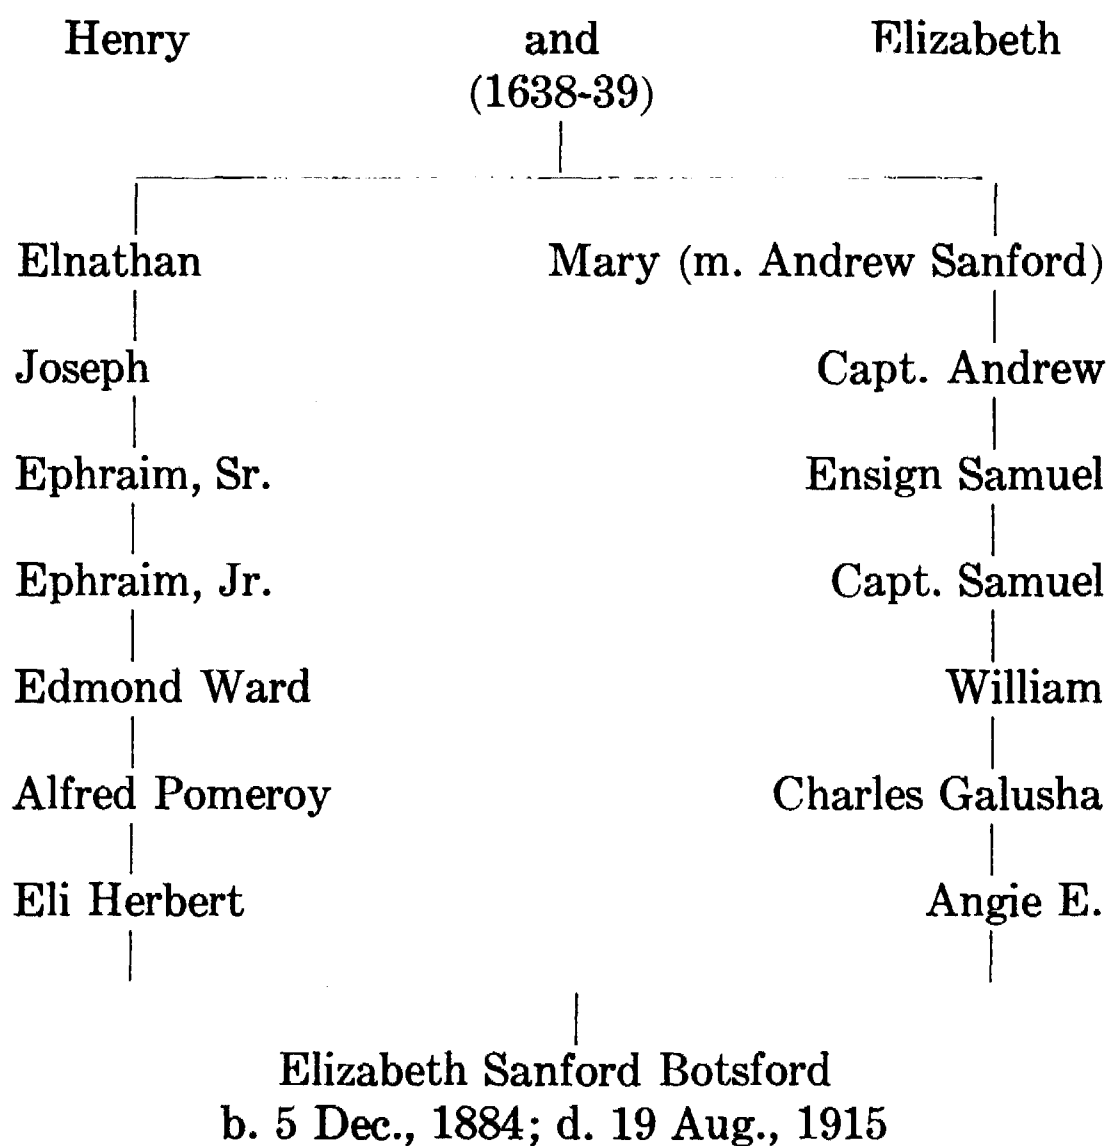 Henry and Elizabeth
(1638-39)
Elnathan Mary (m. Andrew Sanford)
Joseph Capt. Andrew
Ephraim, Sr. Ensign Samuel
Ephraim, Jr. Capt. Samuel
Edmond Ward William
Alfred Pomeroy Charles Galusha
Eli Herbert Angie E.
Elizabeth Sanford Botsford
b. 5 Dec., 1884; d. 19 Aug., 1915